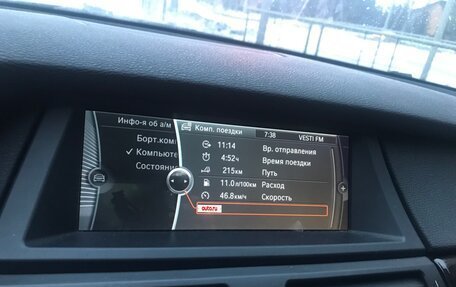 Инфо-я об а/м
Комп. поездки
7:38
VESTI FM
Борт.комп
✓ Компьюте
Состояни
11:14 Вр. отправления
4:52ч Время поездки
215км Путь
11.0л/100км Расход
46.8км/ч Скорость
auto.ru